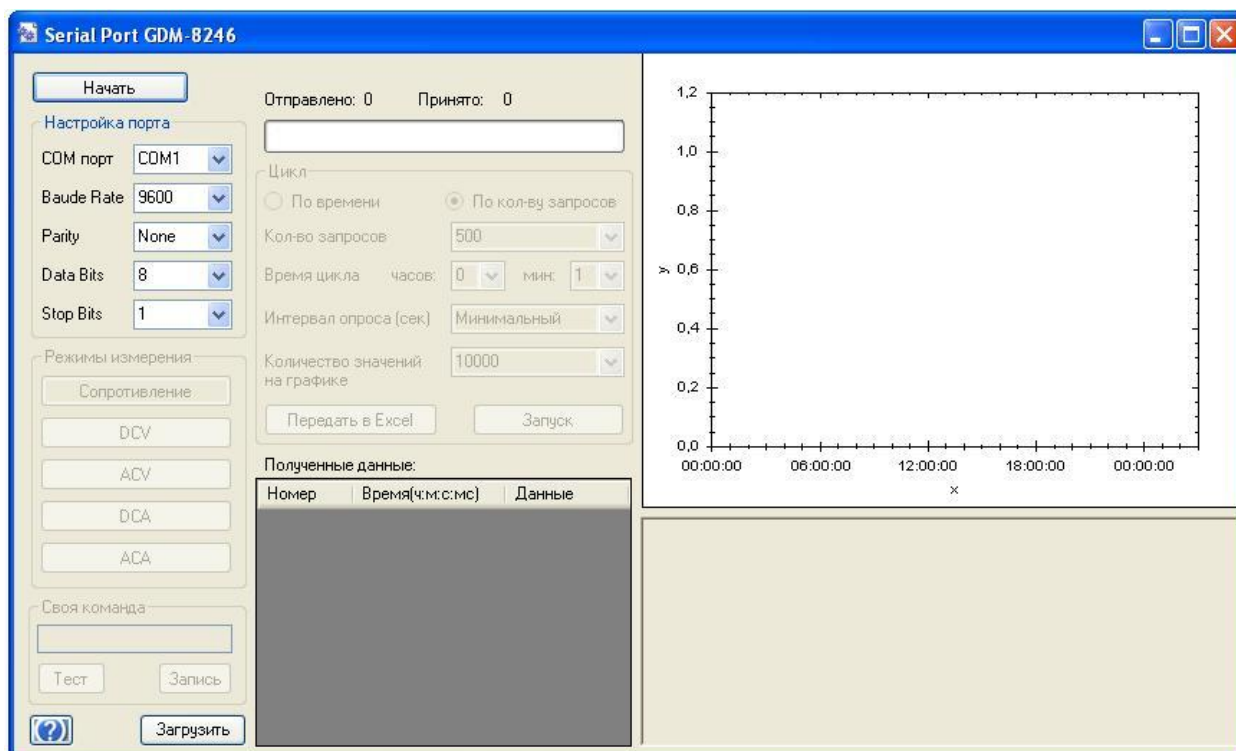 Serial Port GDM-8246
Начать
Настройка порта
COM порт COM1
Baude Rate 9600
Parity None
Data Bits 8
Stop Bits 1
Режимы измерения
Сопротивление
DCV
ACV
DCA
ACA
Своя команда
Тест Запись
Загрузить
Отправлено: 0 Принято: 0
Цикл
По времени По кол-ву запросов
Кол-во запросов 500
Время цикла часов: 0 мин: 1
Интервал опроса (сек) Минимальный
Количество значений 10000
на графике
Передать в Excel Запуск
Полученные данные:
Номер Время(ч:м:с:мс) Данные
1,2
1,0
0,8
y 0,6
0,4
0,2
0,0
00:00:00 06:00:00 12:00:00 18:00:00 00:00:00
x